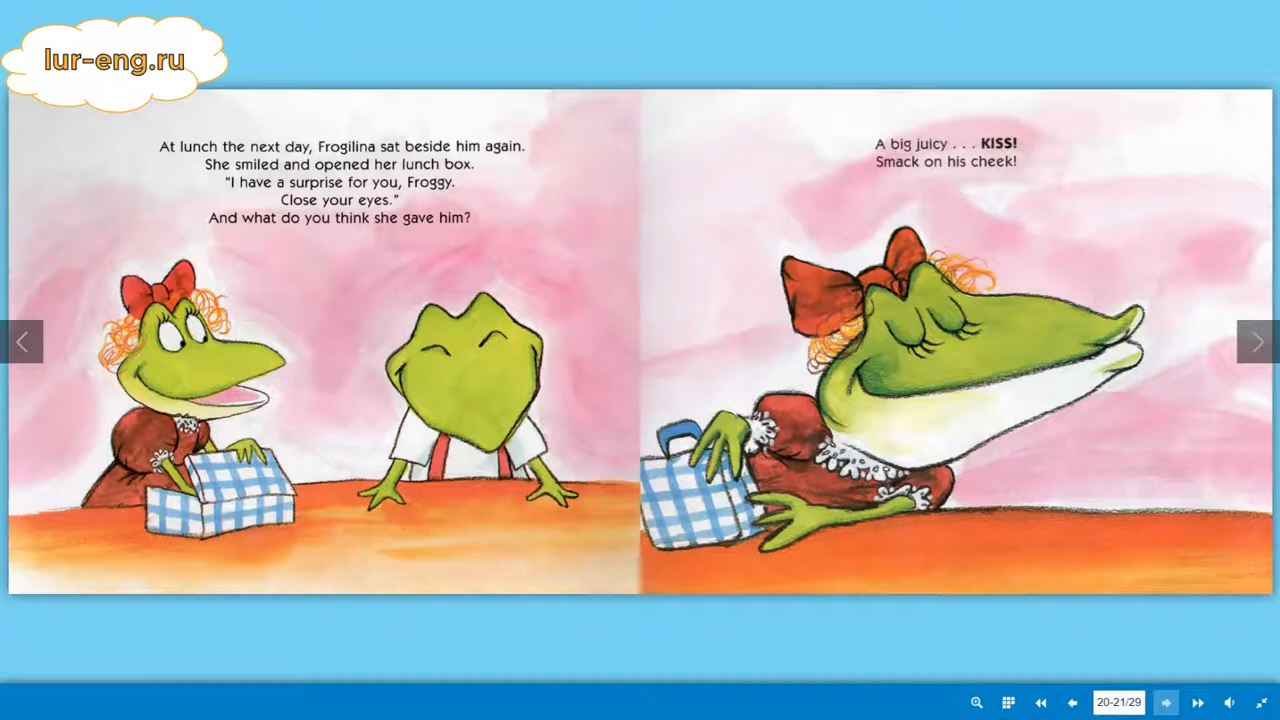 lur-eng.ru
At lunch the next day, Frogilina sat beside him again.
She smiled and opened her lunch box.
"I have a surprise for you, Froggy.
Close your eyes."
And what do you think she gave him?
A big juicy . . . KISS!
Smack on his cheek!
20-21/29